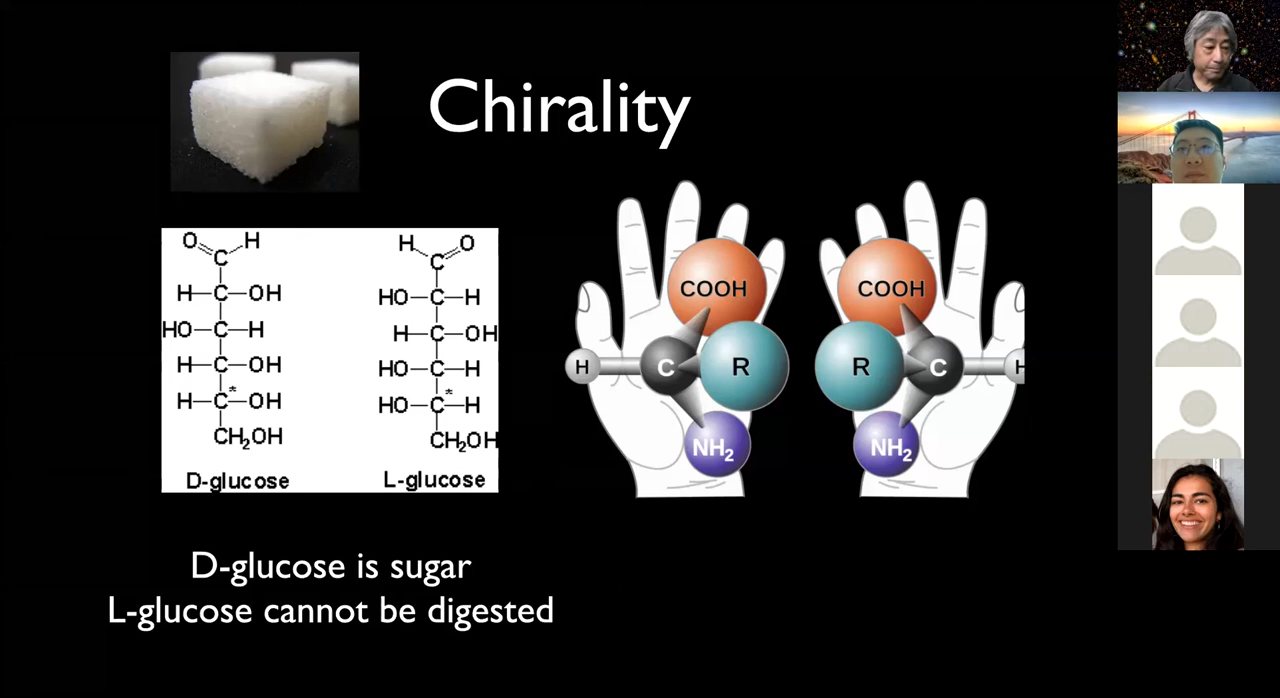 Chirality
O H
C
H-C-OH
HO-C-H
H-C-OH
*
H-C-OH
CH2OH
D-glucose
H O
C
HO-C-H
H-C-OH
HO-C-H
*
HO-C-H
CH2OH
L-glucose
COOH
H C R
NH2
COOH
R C H
NH2
D-glucose is sugar
L-glucose cannot be digested